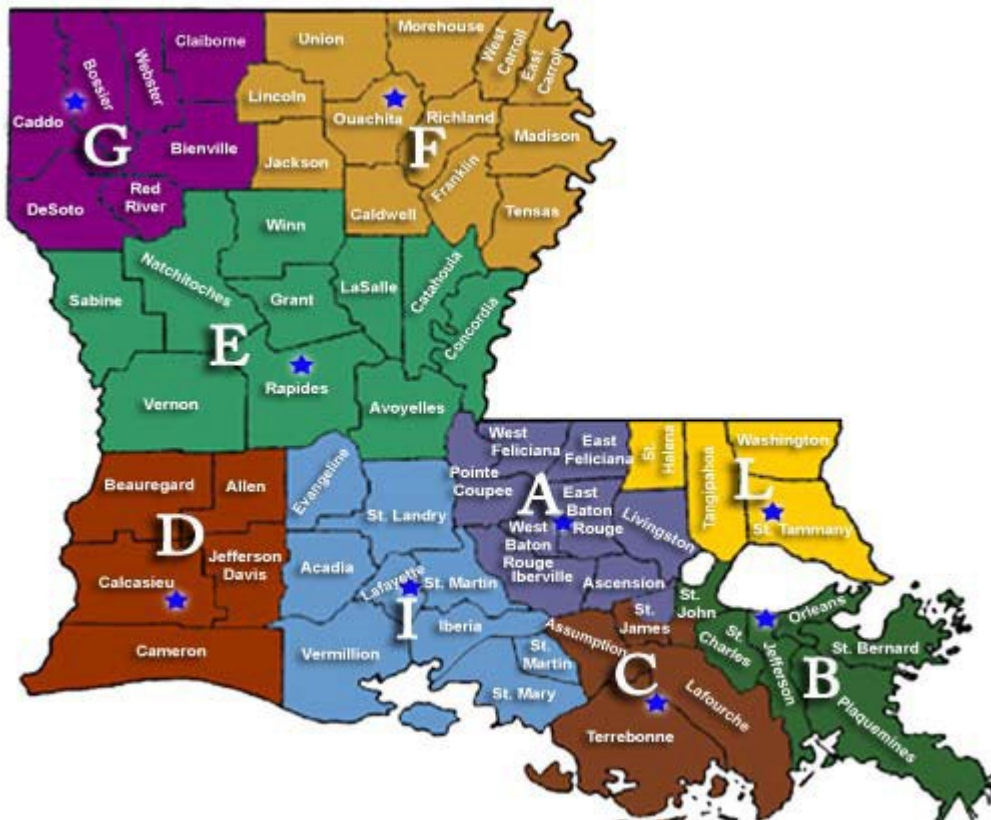 Claiborne
Union
Morehouse
West
Carroll
East
Carroll
Webster
Bossier
Lincoln
Caddo
Ouachita
Richland
Madison
G
F
Bienville
Jackson
Franklin
DeSoto
Red
River
Caldwell
Tensas
Winn
Natchitoches
Sabine
Grant
LaSalle
Catahoula
Concordia
E
Rapides
Vernon
Avoyelles
West
Feliciana
East
Feliciana
St.
Halena
Tangipahoa
Washington
Beauregard
Allen
Evangeline
Pointe
Coupee
A
East
Baton
Rouge
L
St. Landry
Livingston
St. Tammany
D
West
Baton
Rouge
Jefferson
Davis
Acadia
Calcasieu
Lafayette
St. Martin
Iberville
Ascension
St.
John
Orleans
I
Iberia
Assumption
St.
James
St.
Charles
Jefferson
St. Bernard
Cameron
Vermillion
St.
Martin
C
B
St. Mary
Lafourche
Plaquemines
Terrebonne